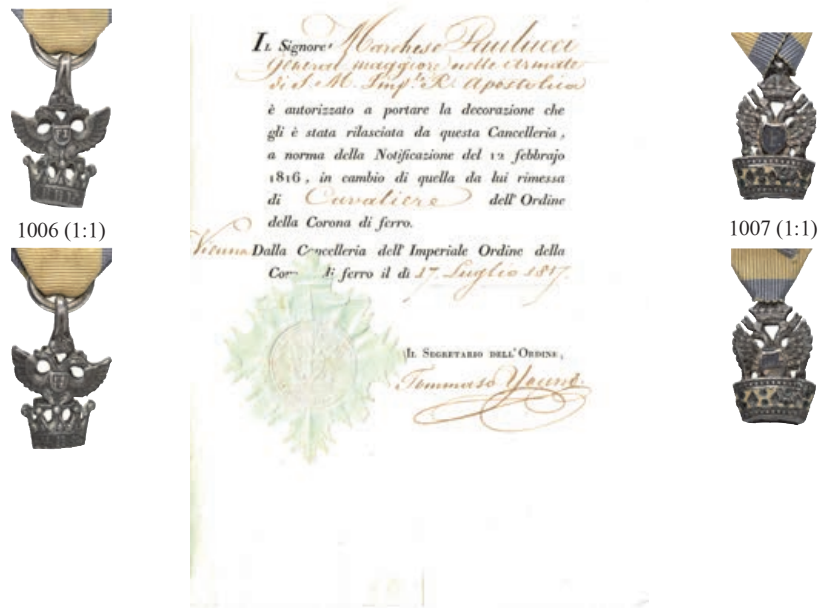 IL Signore Marchese Paulucci
General maggiore nelle armate
di S. M. Imp.le R. Apostolica
è autorizzato a portare la decorazione che
gli è stata rilasciata da questa Cancelleria,
a norma della Notificazione del 12 febbrajo
1816, in cambio di quella da lui rimessa
di Cavaliere dell'Ordine
della Corona di ferro.
Vienna Dalla Cancelleria dell'Imperiale Ordine della
di ferro il dì 17. Luglio 1817.
IL SEGRETARIO DELL'ORDINE,
Tommaso
1006 (1:1)
1007 (1:1)